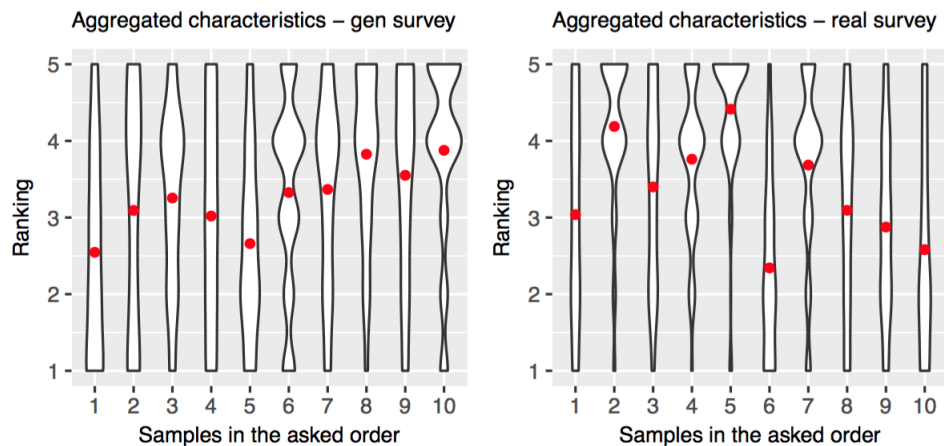 Aggregated characteristics – gen survey
5
4
3
2
1
Ranking
1 2 3 4 5 6 7 8 9 10
Samples in the asked order
Aggregated characteristics – real survey
5
4
3
2
1
Ranking
1 2 3 4 5 6 7 8 9 10
Samples in the asked order